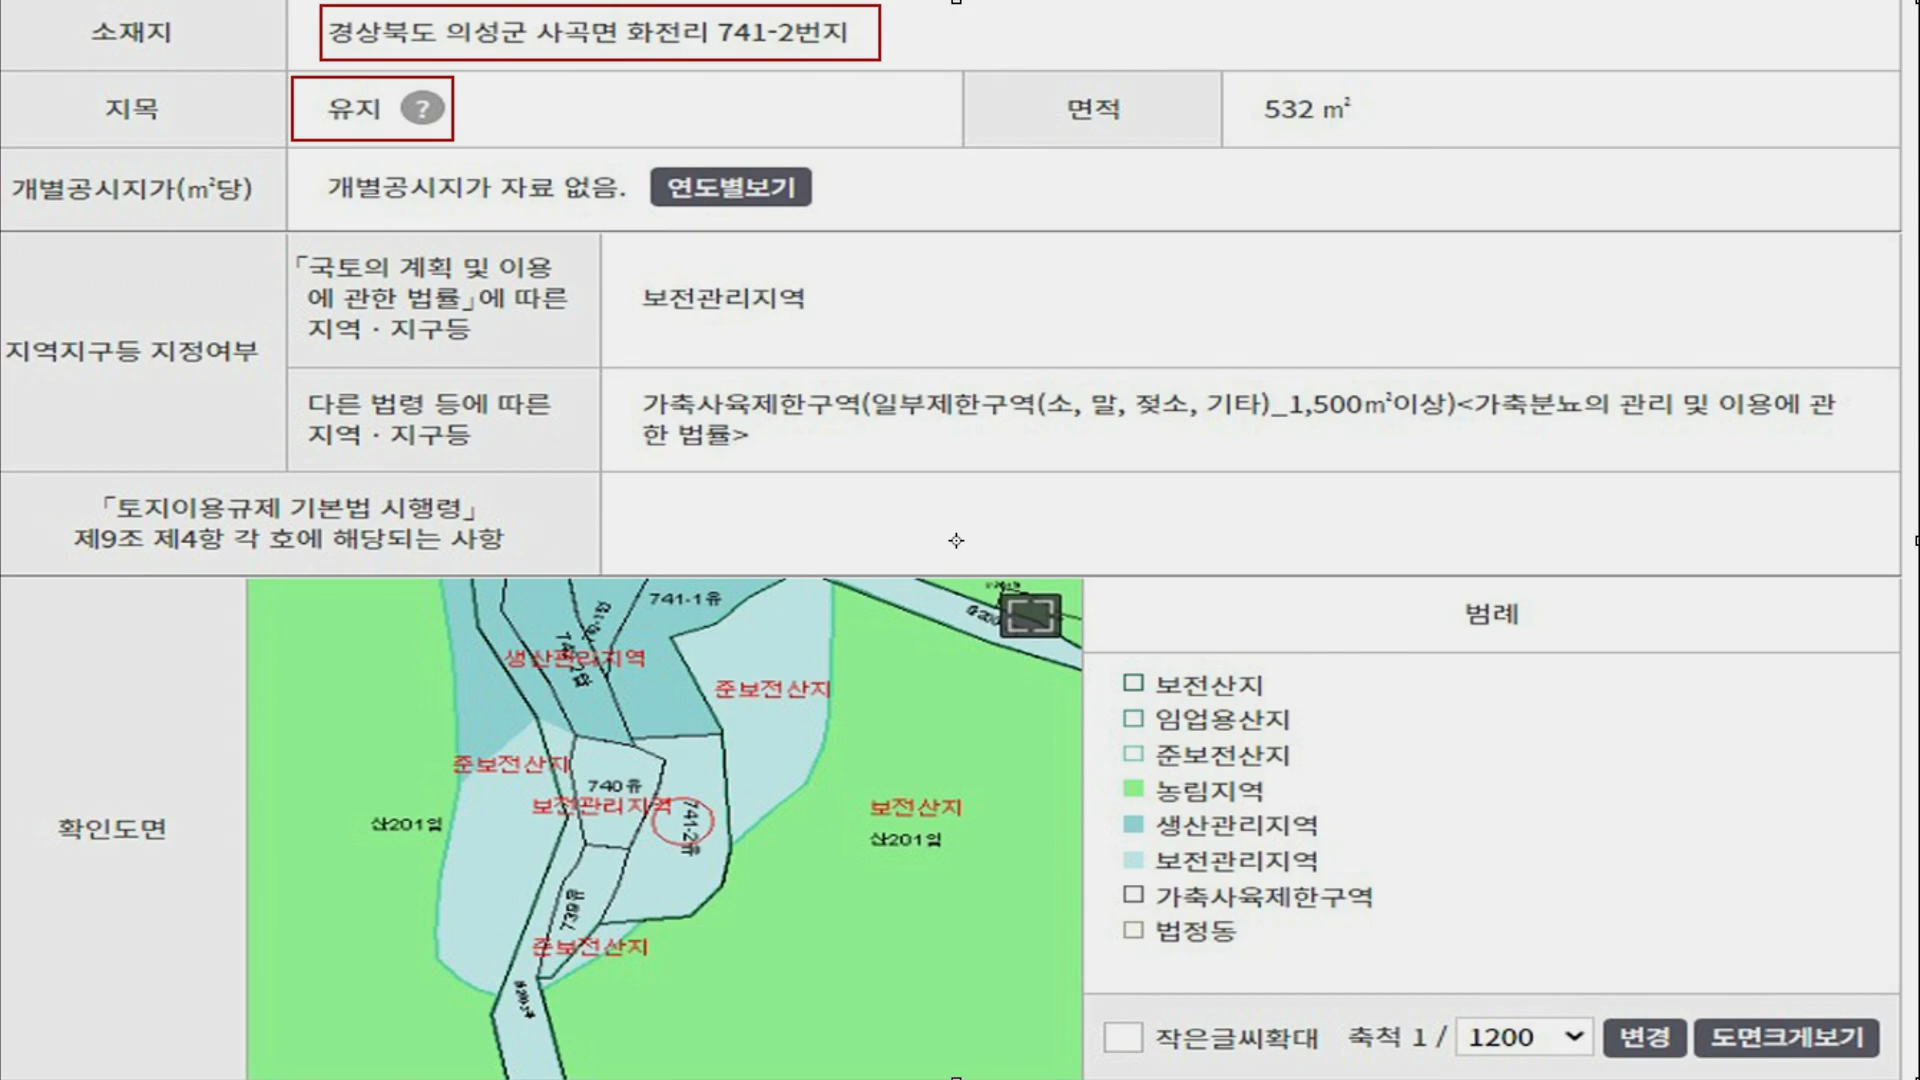 소재지
경상북도 의성군 사곡면 화전리 741-2번지
지목
유지 ?
면적
532 ㎡
개별공시지가(㎡당)
개별공시지가 자료 없음. 연도별보기
지역지구등 지정여부
「국토의 계획 및 이용
에 관한 법률」에 따른
지역 · 지구등
보전관리지역
다른 법령 등에 따른
지역 · 지구등
가축사육제한구역(일부제한구역(소, 말, 젖소, 기타)_1,500㎡이상)<가축분뇨의 관리 및 이용에 관
한 법률>
「토지이용규제 기본법 시행령」
제9조 제4항 각 호에 해당되는 사항
확인도면
741-1유
생산관리지역
준보전산지
준보전산지
740유
보전관리지역
741-2유
산201임
보전산지
산201임
739유
준보전산지
범례
보전산지
임업용산지
준보전산지
농림지역
생산관리지역
보전관리지역
가축사육제한구역
법정동
작은글씨확대 축척 1 / 1200 변경 도면크게보기